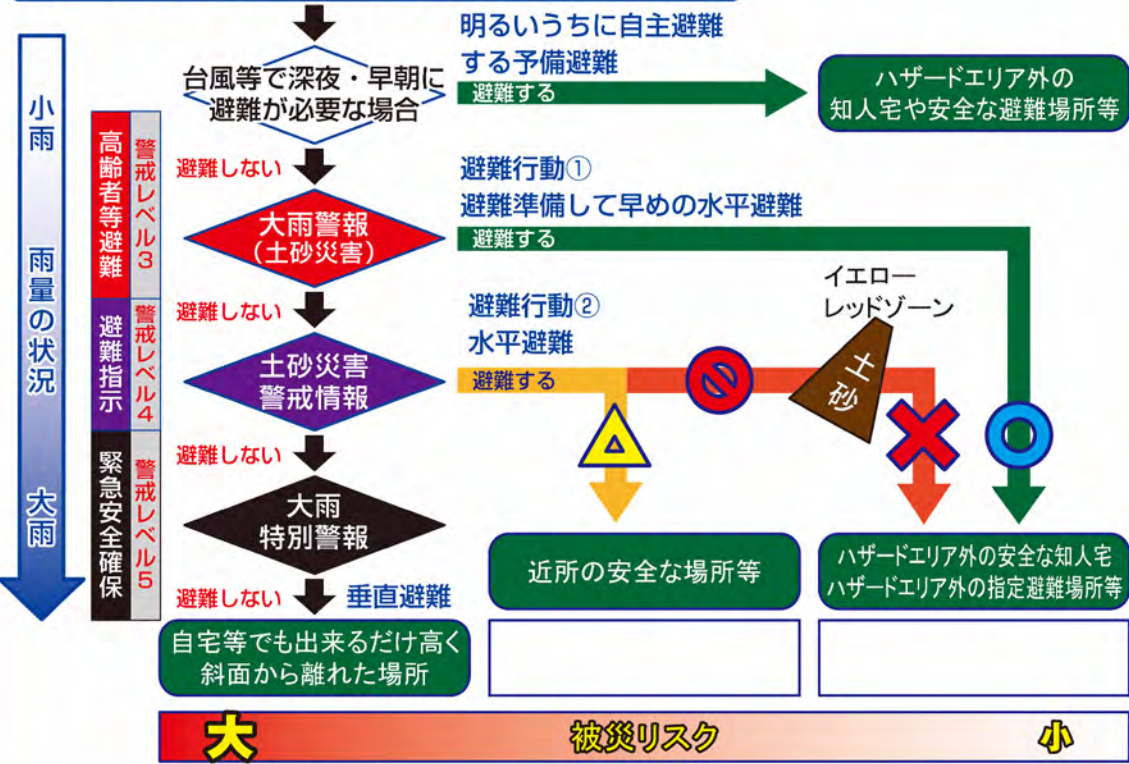 明るいうちに自主避難
する予備避難
台風等で深夜・早朝に
避難が必要な場合
避難する
ハザードエリア外の
知人宅や安全な避難場所等
小雨
雨量の状況
大雨
高齢者等避難
警戒レベル3
避難しない
避難行動①
避難準備して早めの水平避難
大雨警報
(土砂災害)
避難する
避難指示
警戒レベル4
避難しない
避難行動②
水平避難
イエロー
レッドゾーン
土砂災害
警戒情報
避難する
土砂
緊急安全確保
警戒レベル5
避難しない
大雨
特別警報
近所の安全な場所等
ハザードエリア外の安全な知人宅
ハザードエリア外の指定避難場所等
避難しない
垂直避難
自宅等でも出来るだけ高く
斜面から離れた場所
大
被災リスク
小